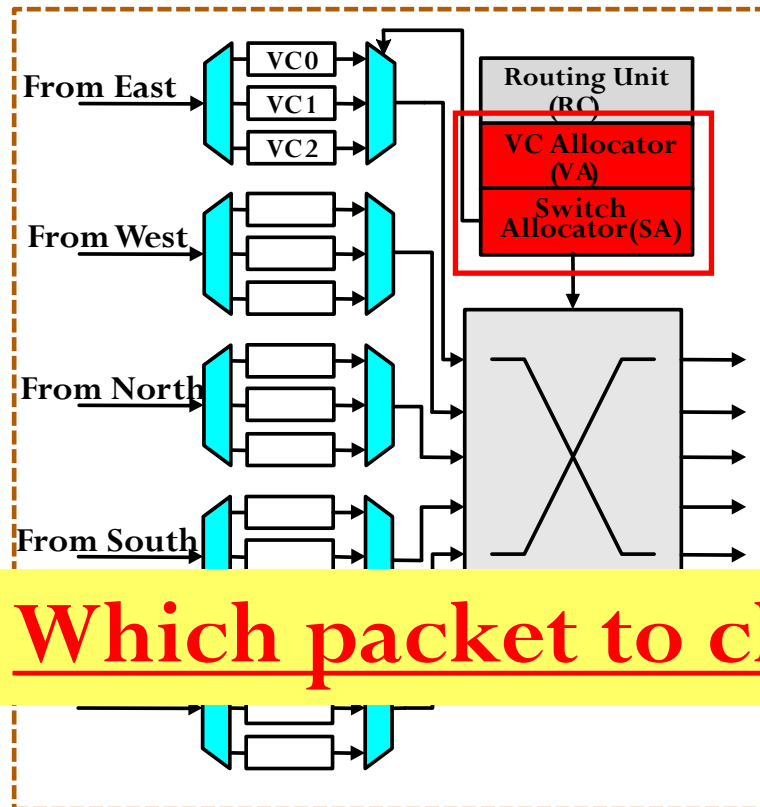 From East
VC0
VC1
VC2
Routing Unit
(RC)
VC Allocator
(VA)
Switch
Allocator(SA)
From West
From North
From South
Which packet to